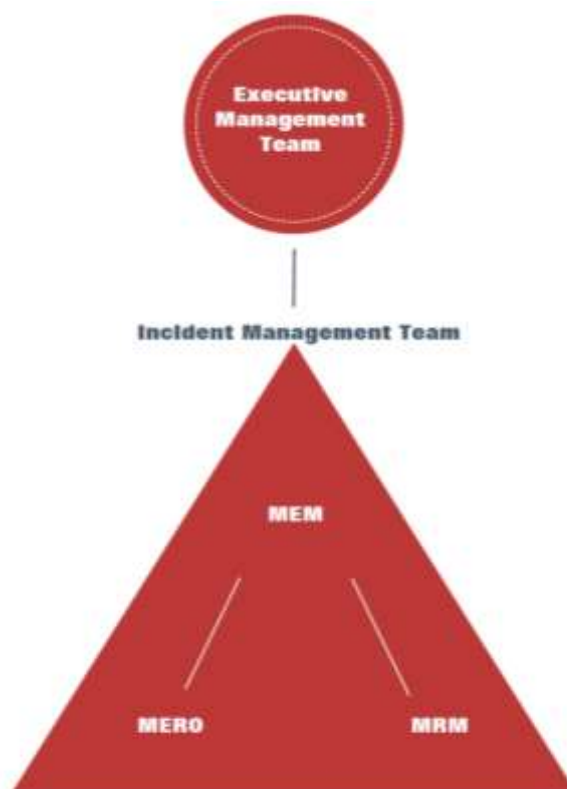 Executive
Management
Team
Incident Management Team
MEM
MERO
MRM